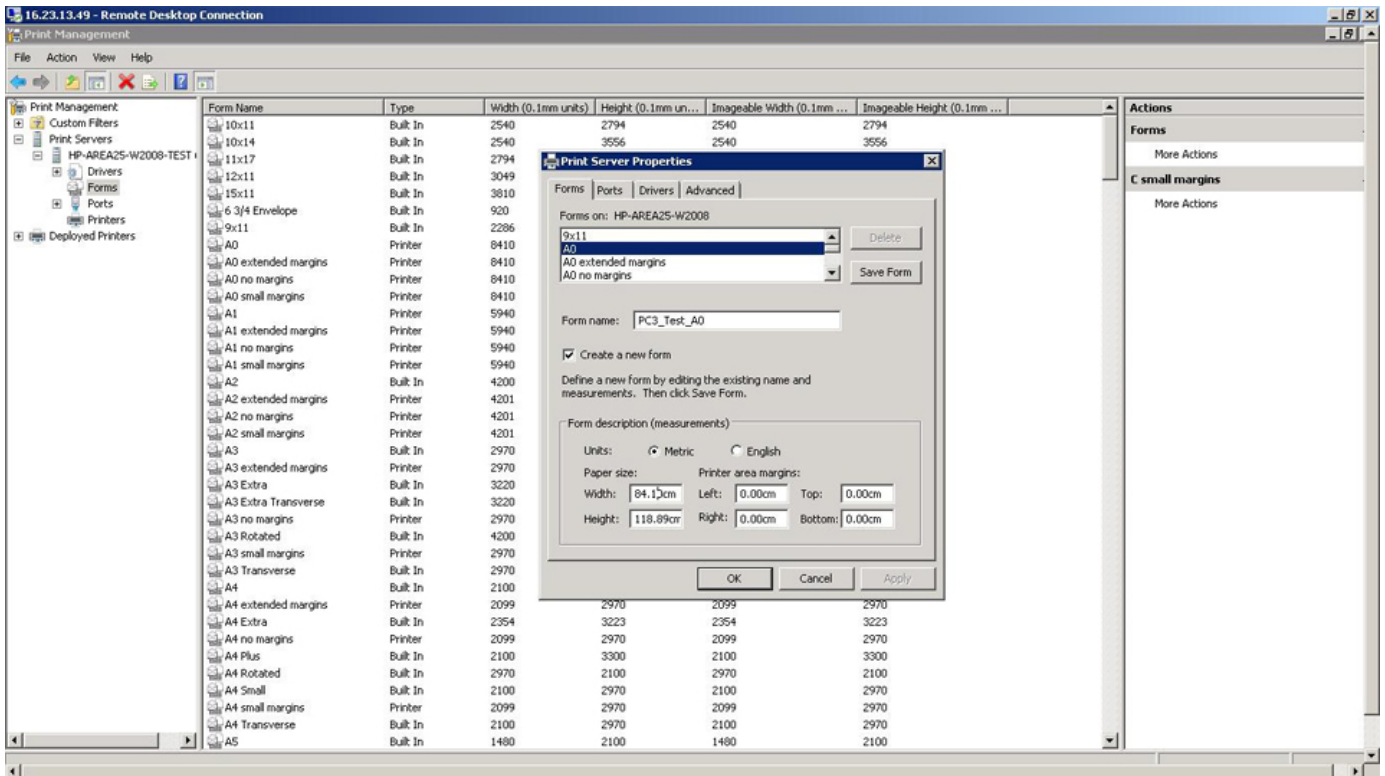 16.23.13.49 - Remote Desktop Connection
Print Management
File Action View Help
Print Management
Custom Filters
Print Servers
HP-AREA25-W2008-TEST
Drivers
Forms
Ports
Printers
Deployed Printers
Form Name Type Width (0.1mm units) Height (0.1mm un... Imageable Width (0.1mm ... Imageable Height (0.1mm ...
10x11 Built In 2540 2794 2540 2794
10x14 Built In 2540 3556 2540 3556
11x17 Built In 2794
12x11 Built In 3049
15x11 Built In 3810
6 3/4 Envelope Built In 920
9x11 Built In 2286
A0 Printer 8410
A0 extended margins Printer 8410
A0 no margins Printer 8410
A0 small margins Printer 8410
A1 Printer 5940
A1 extended margins Printer 5940
A1 no margins Printer 5940
A1 small margins Printer 5940
A2 Built In 4200
A2 extended margins Printer 4201
A2 no margins Printer 4201
A2 small margins Printer 4201
A3 Built In 2970
A3 extended margins Printer 2970
A3 Extra Built In 3220
A3 Extra Transverse Built In 3220
A3 no margins Printer 2970
A3 Rotated Built In 4200
A3 small margins Printer 2970
A3 Transverse Built In 2970
A4 Built In 2100
A4 extended margins Printer 2099 2970 2099 2970
A4 Extra Built In 2354 3223 2354 3223
A4 no margins Printer 2099 2970 2099 2970
A4 Plus Built In 2100 3300 2100 3300
A4 Rotated Built In 2970 2100 2970 2100
A4 Small Built In 2100 2970 2100 2970
A4 small margins Printer 2099 2970 2099 2970
A4 Transverse Built In 2100 2970 2100 2970
A5 Built In 1480 2100 1480 2100
Print Server Properties
Forms Ports Drivers Advanced
Forms on: HP-AREA25-W2008
9x11
A0
A0 extended margins
A0 no margins
Delete
Save Form
Form name: PC3_Test_A0
Create a new form
Define a new form by editing the existing name and
measurements. Then click Save Form.
Form description (measurements)
Units: Metric English
Paper size: Printer area margins:
Width: Left: 0.00cm Top: 0.00cm
Height: 118.89cm Right: 0.00cm Bottom: 0.00cm
OK Cancel Apply
Actions
Forms
More Actions
C small margins
More Actions